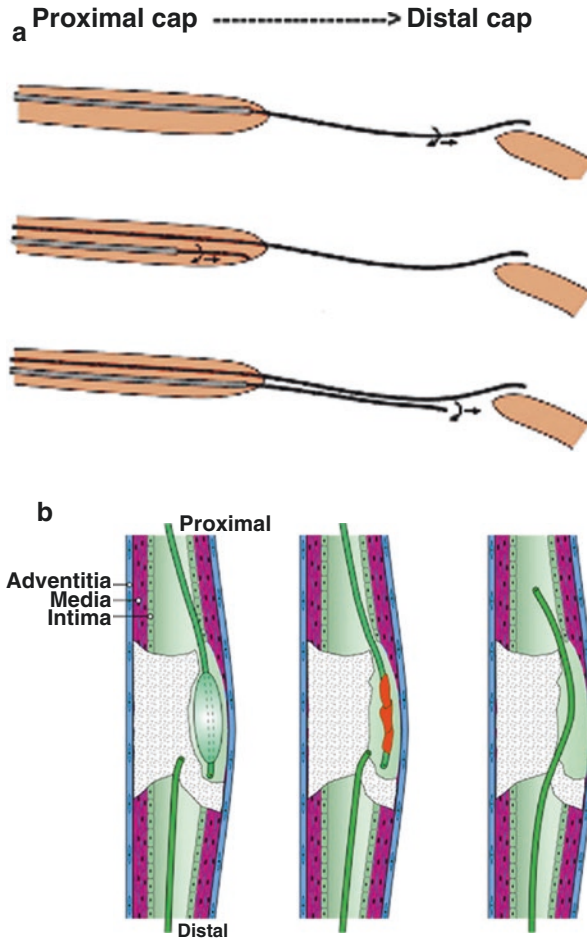 a Proximal cap Distal cap
b
Proximal
Adventitia
Media
Intima
Distal